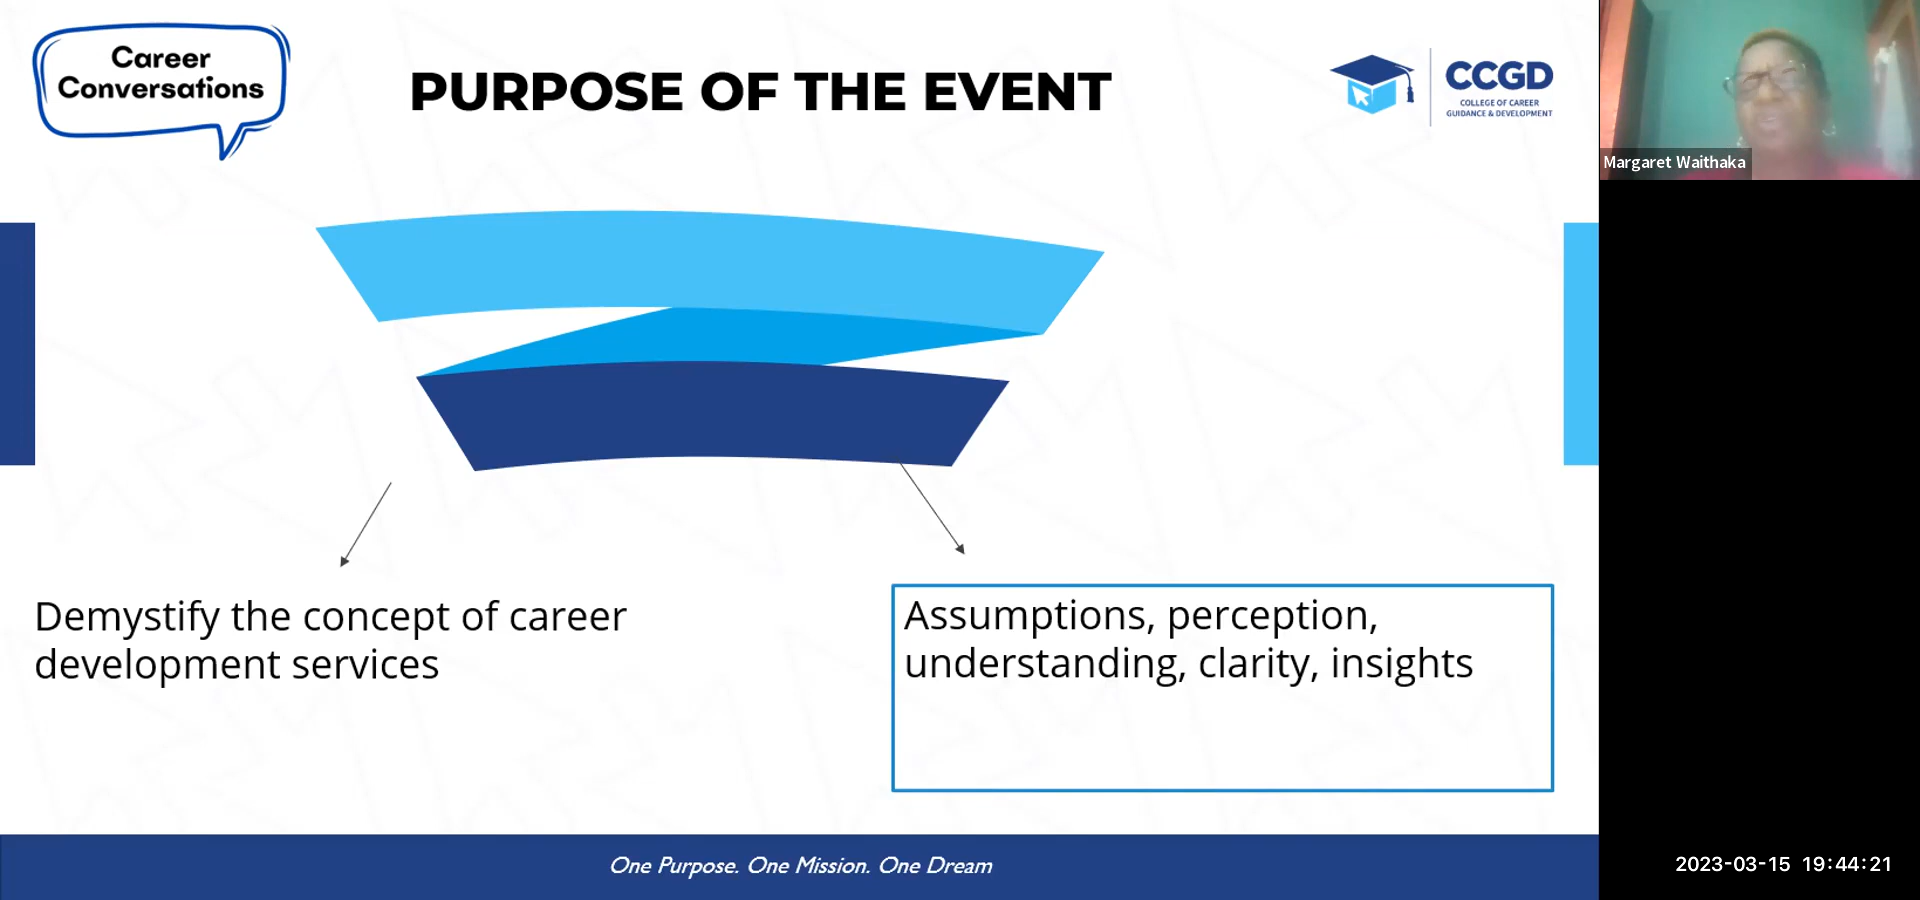 Career
Conversations
PURPOSE OF THE EVENT
CCGD
COLLEGE OF CAREER
GUIDANCE & DEVELOPMENT
Margaret Waithaka
Demystify the concept of career
development services
Assumptions, perception,
understanding, clarity, insights
One Purpose. One Mission. One Dream
2023-03-15 19:44:21